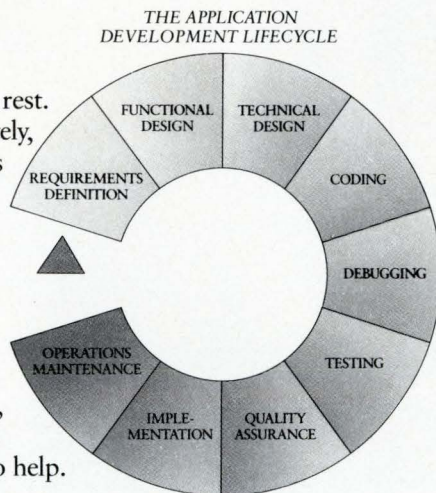 THE APPLICATION
DEVELOPMENT LIFECYCLE
rest.
ely,
s
FUNCTIONAL
DESIGN
TECHNICAL
DESIGN
REQUIREMENTS
DEFINITION
CODING
DEBUGGING
TESTING
QUALITY
ASSURANCE
IMPLE-
MENTATION
OPERATIONS
MAINTENANCE
,
o help.